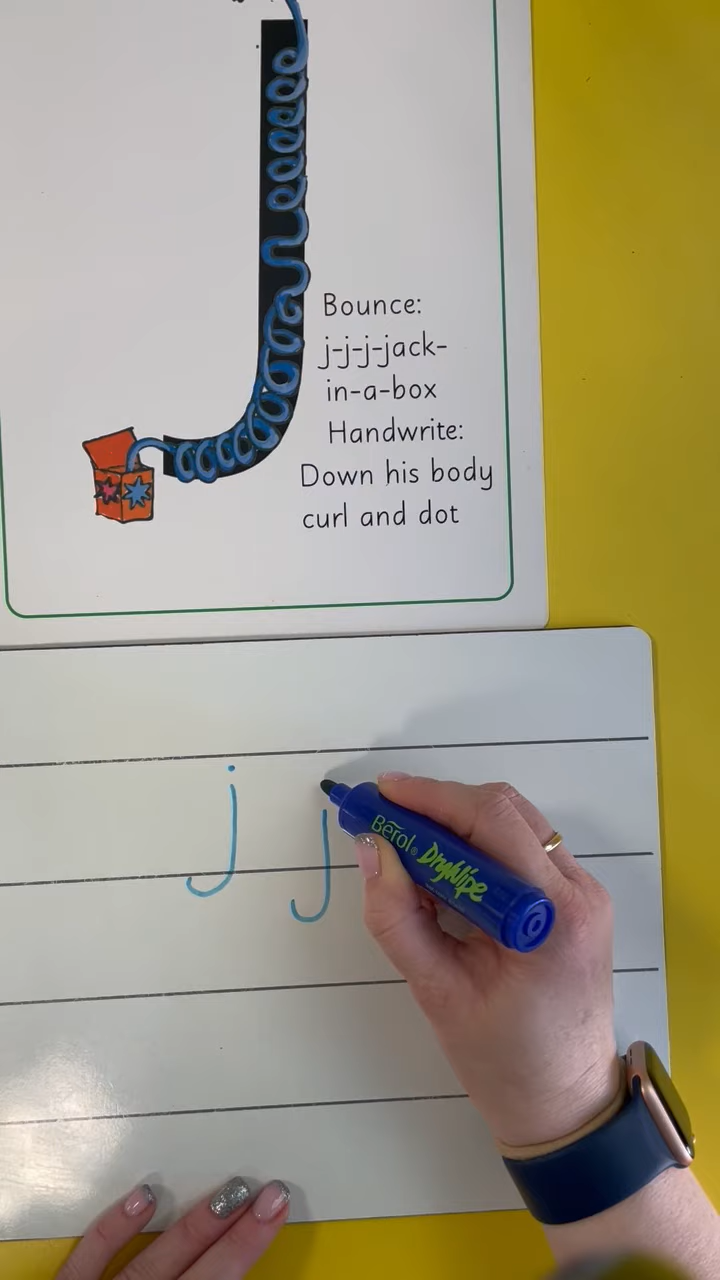 Bounce:
j-j-j-jack-
in-a-box
Handwrite:
Down his body
curl and dot
j j
Berol® DryWipe